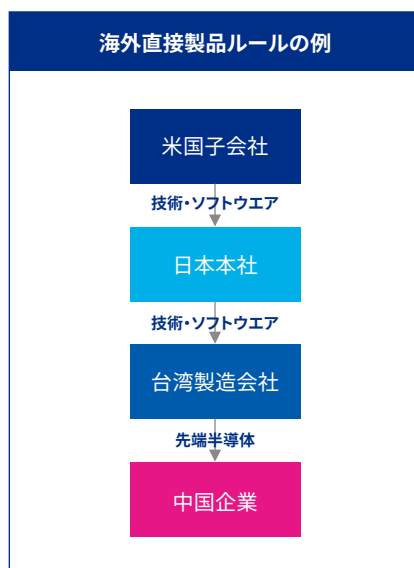 海外直接製品ルールの例
米国子会社
技術・ソフトウエア
日本本社
技術・ソフトウエア
台湾製造会社
先端半導体
中国企業